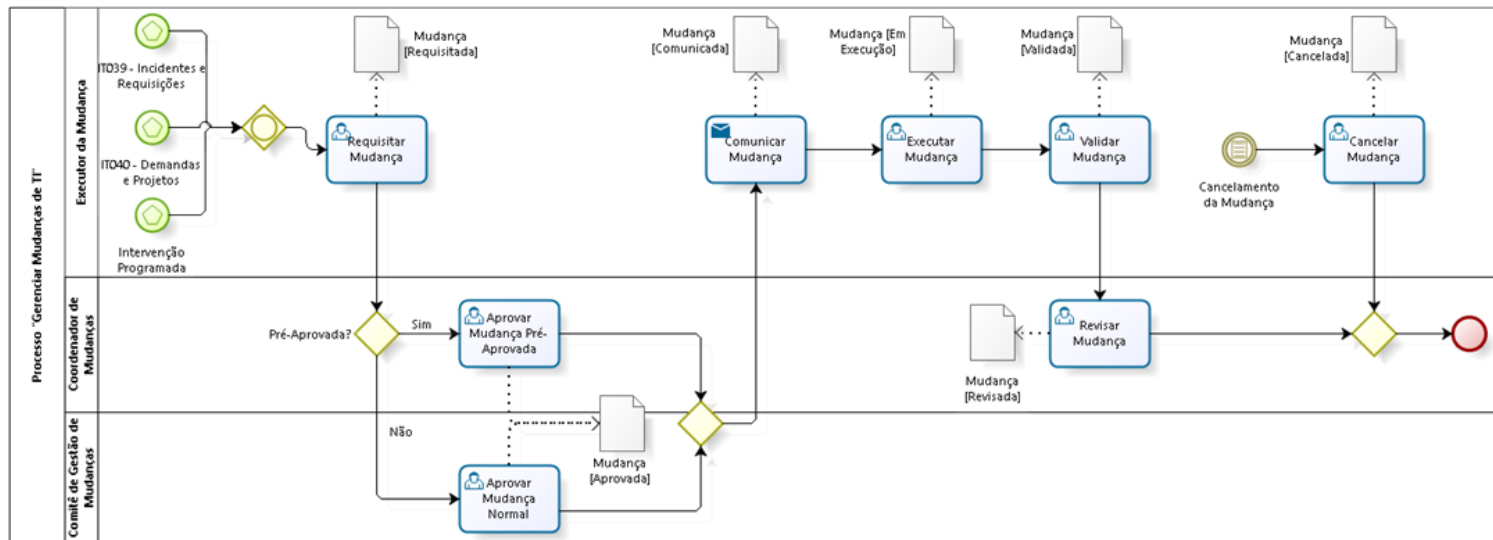 Processo "Gerenciar Mudanças de TI"
Executor da Mudança
IT039 - Incidentes e
Requisições
IT040 - Demandas
e Projetos
Intervenção
Programada
Mudança
[Requisitada]
Requisitar
Mudança
Mudança
[Comunicada]
Comunicar
Mudança
Mudança [Em
Execução]
Executar
Mudança
Mudança
[Validada]
Validar
Mudança
Cancelamento
da Mudança
Mudança
[Cancelada]
Cancelar
Mudança
Coordenador de
Mudanças
Pré-Aprovada?
Sim
Aprovar
Mudança Pré-
Aprovada
Revisar
Mudança
Mudança
[Revisada]
Comitê de Gestão de
Mudanças
Não
Aprovar
Mudança
Normal
Mudança
[Aprovada]